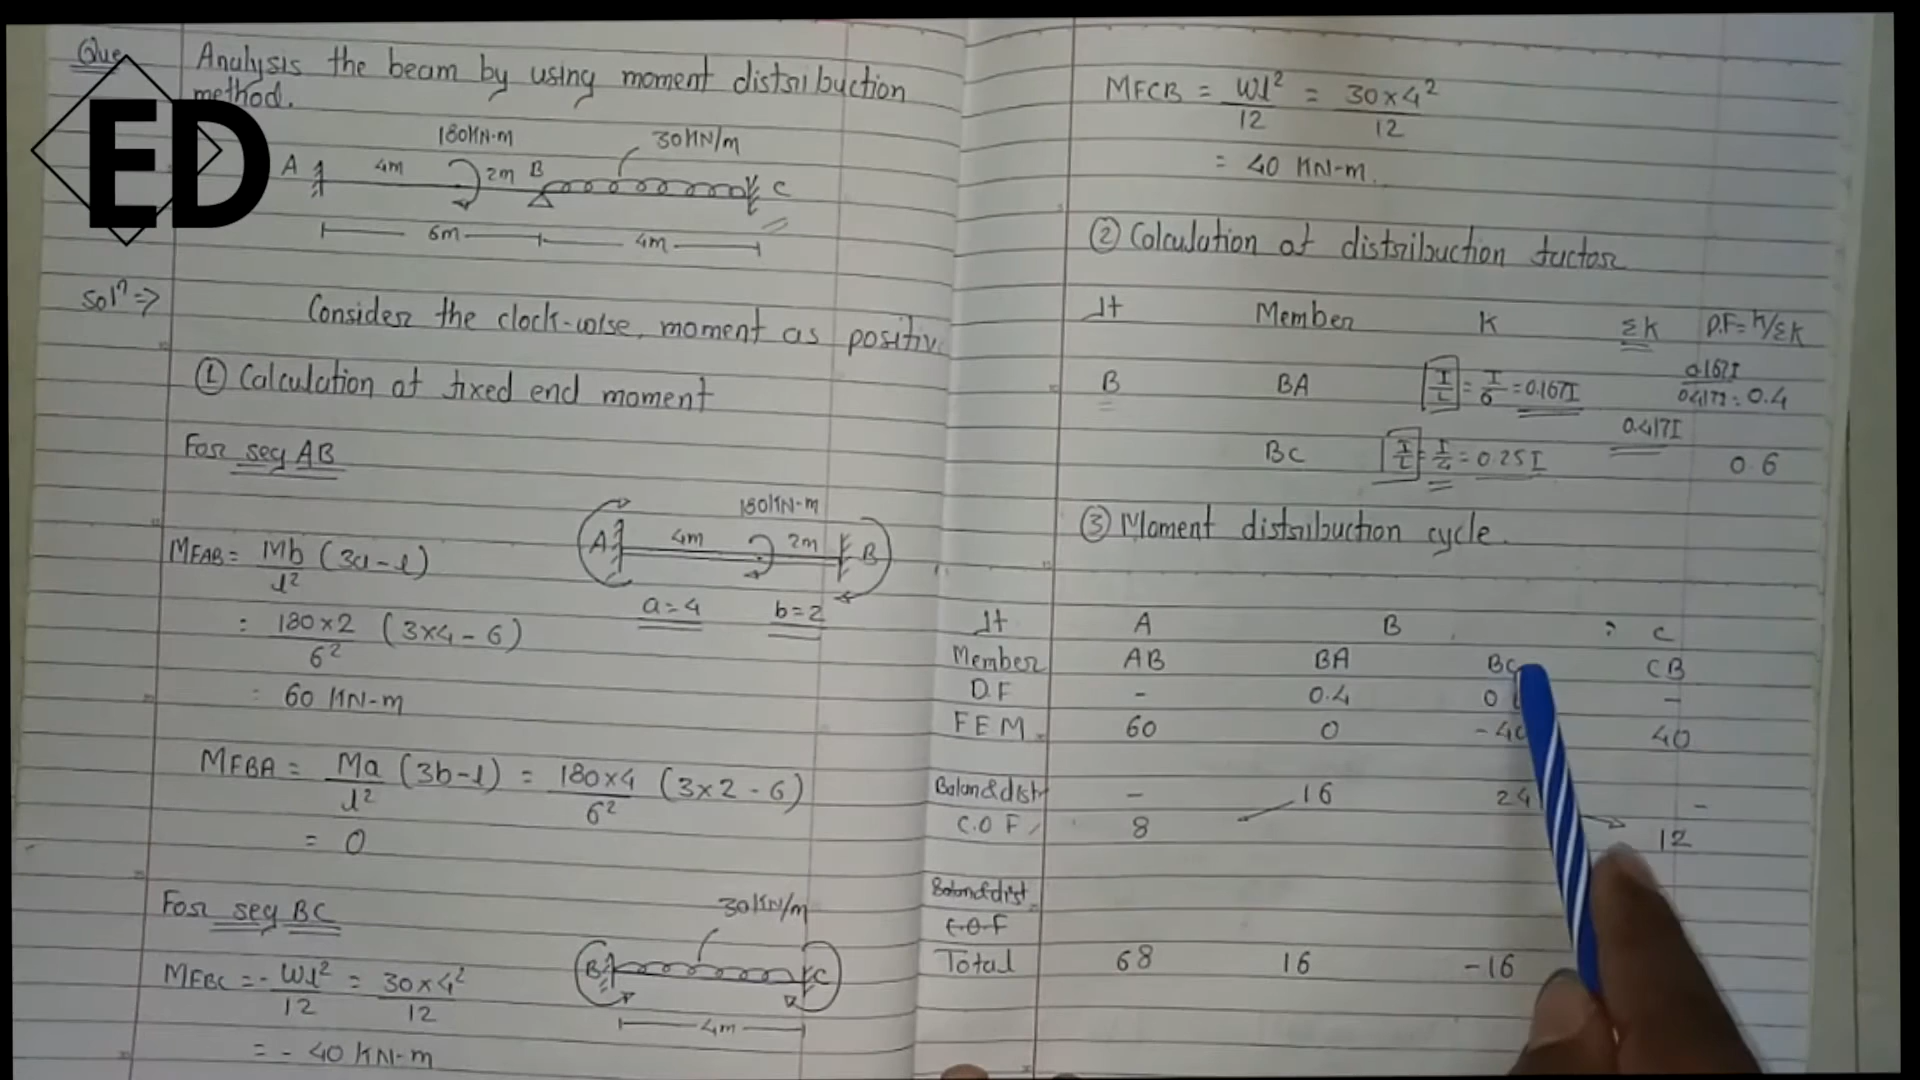 Que
Analysis the beam by using moment distribuction
method.
ED
180KN-m
30KN/m
A
4m
2m
B
C
6m
4m
Solⁿ =>
Consider the clock-wise moment as positiv
① Calculation of fixed end moment
For seg AB
180KN-m
A
4m
2m
B
a=4
b=2
MFAB = Mb/l² (3a-l)
= 180×2/6² (3×4-6)
= 60 KN-m
MFBA = Ma/l² (3b-l) = 180×4/6² (3×2-6)
= 0
For seg BC
30KN/m
B
C
4m
MFBC = -wl²/12 = 30×4²/12
= -40 KN-m
MFCB = wl²/12 = 30×4²/12
= 40 KN-m.
② Calculation of distribuction factor
Jt Member K ΣK D.F=K/ΣK
B BA I/L = I/6 = 0.167I 0.167I/0.417I = 0.4
0.417I
BC I/L = I/4 = 0.25I 0.6
③ Moment distribuction cycle.
Jt A B C
Member AB BA BC CB
D.F - 0.4 0 -
FEM 60 0 -40 40
Balan&dist - 16 24 -
C.O.F 8 12
Balan&dist
C.O.F
Total 68 16 -16